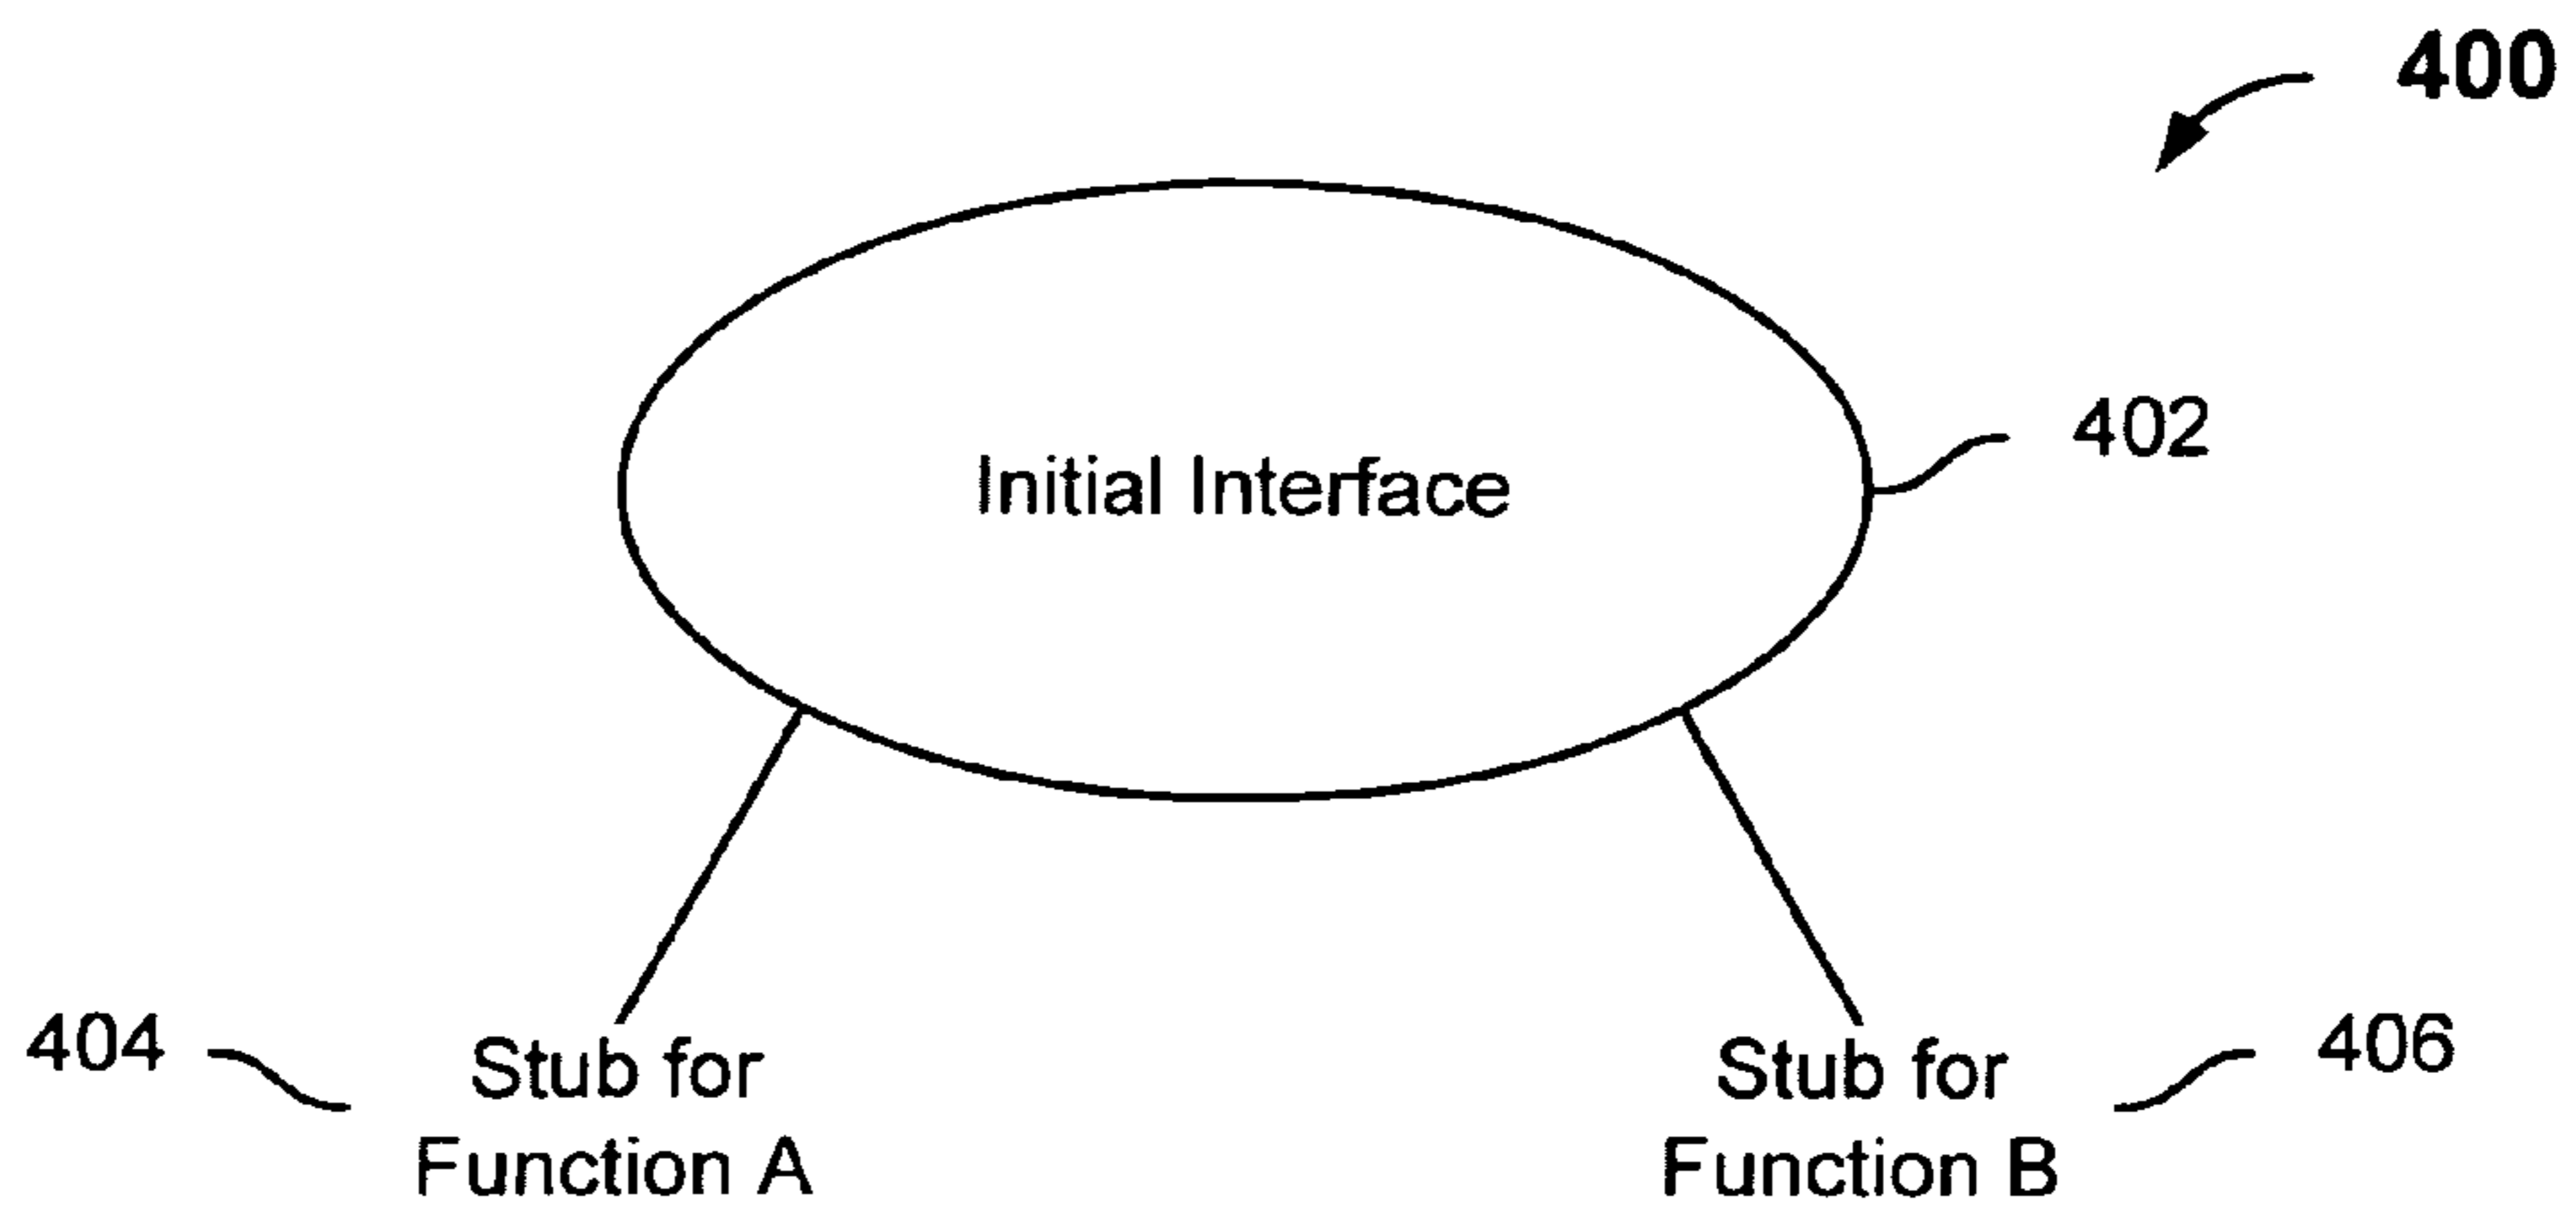 400
402
Initial Interface
404
Stub for
Function A
Stub for
Function B
406